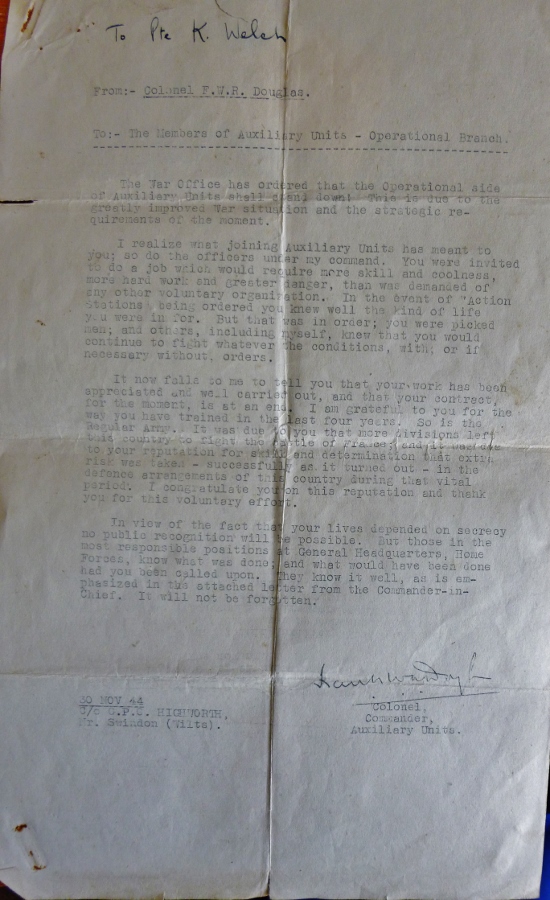 To Pte K. Welch
From:- Colonel F.W.R. Douglas.
To:- The Members of Auxiliary Units - Operational Branch.
The War Office has ordered that the Operational side
of Auxiliary Units shall stand down! This is due to the
greatly improved War situation and the strategic re-
quirements of the moment.
I realize what joining Auxiliary Units has meant to
you; so do the officers under my command. You were invited
to do a job which would require more skill and coolness,
more hard work and greater danger, than was demanded of
any other voluntary organisation. In the event of "Action
Stations" being ordered you knew well the kind of life
you were in for. But that was in order; you were picked
men; and others, including myself, knew that you would
continue to fight whatever the conditions, with, or if
necessary without, orders.
It now falls to me to tell you that your work has been
appreciated and well carried out, and that your contract,
for the moment, is at an end. I am grateful to you for the
way you have trained in the last four years. So is the
Regular Army. It was due to you that more divisions left
this country to fight the battle of France; and it was due
to your reputation for skill and determination that extra
risk was taken - successfully as it turned out - in the
defence arrangements of this country during that vital
period. I congratulate you on this reputation and thank
you for this voluntary effort.
In view of the fact that your lives depended on secrecy
no public recognition will be possible. But those in the
most responsible positions at General Headquarters, Home
Forces, know what was done; and what would have been done
had you been called upon. They know it well, as is em-
phasized in the attached letter from the Commander-in-
Chief. It will not be forgotten.
30 NOV 44
c/o G.P.O. HIGHWORTH,
Nr. Swindon (Wilts).
Colonel,
Commander,
Auxiliary Units.